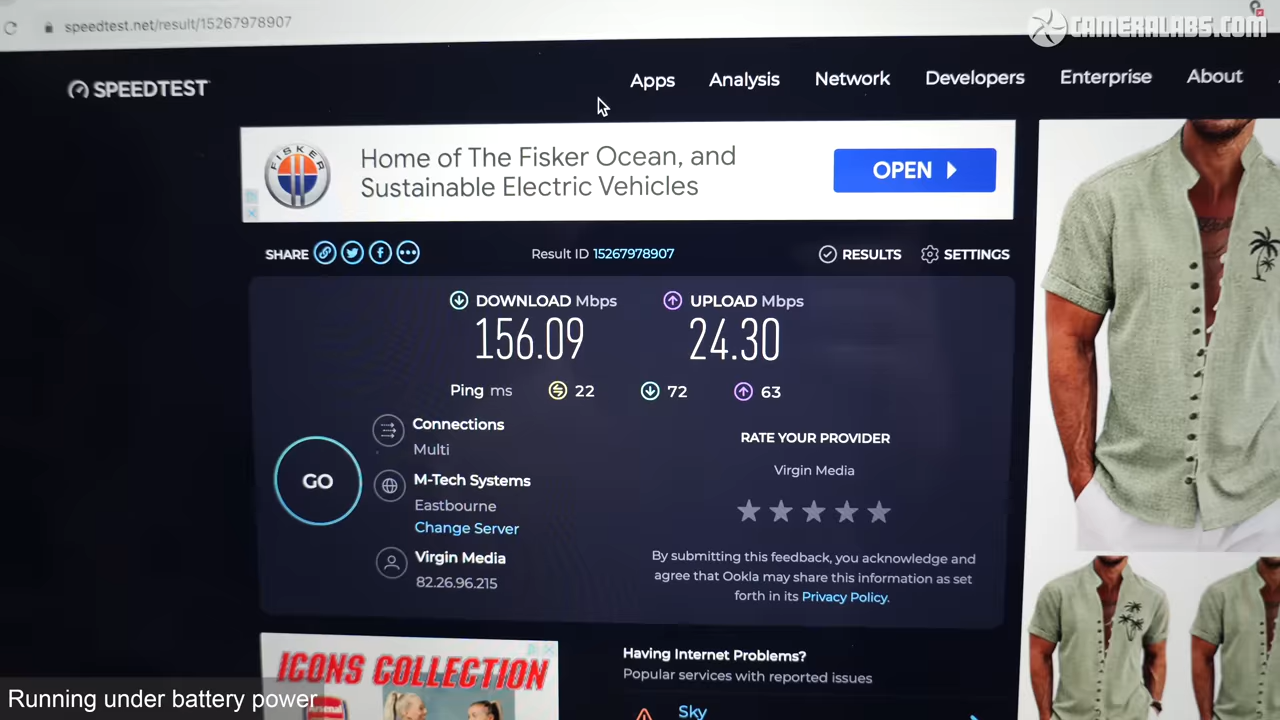 speedtest.net/result/15267978907
CAMERALABS.COM
SPEEDTEST
Apps Analysis Network Developers Enterprise About
FISKER
Home of The Fisker Ocean, and
Sustainable Electric Vehicles
OPEN
SHARE
Result ID 15267978907
RESULTS SETTINGS
DOWNLOAD Mbps
156.09
UPLOAD Mbps
24.30
Ping ms 22 72 63
GO
Connections
Multi
M-Tech Systems
Eastbourne
Change Server
Virgin Media
82.26.96.215
RATE YOUR PROVIDER
Virgin Media
By submitting this feedback, you acknowledge and
agree that Ookla may share this information as set
forth in its Privacy Policy.
ICONS COLLECTION
Arsenal
Having Internet Problems?
Popular services with reported issues
Sky
Running under battery power